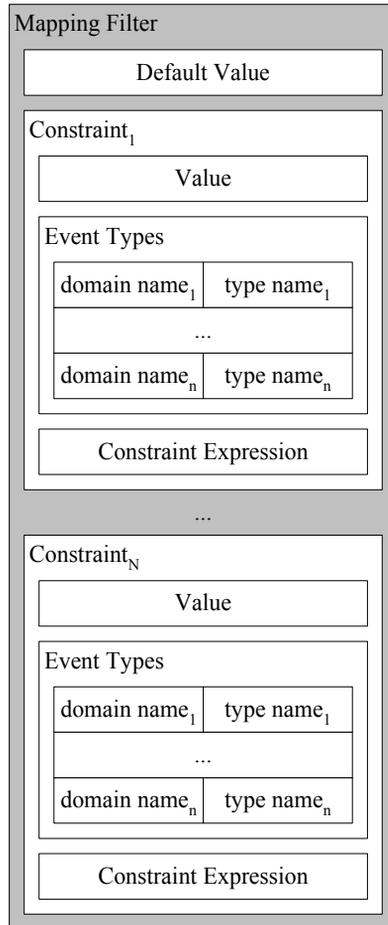 Mapping Filter
Default Value
Constraint₁
Value
Event Types
domain name₁ type name₁
...
domain nameₙ type nameₙ
Constraint Expression
...
Constraint_N
Value
Event Types
domain name₁ type name₁
...
domain nameₙ type nameₙ
Constraint Expression